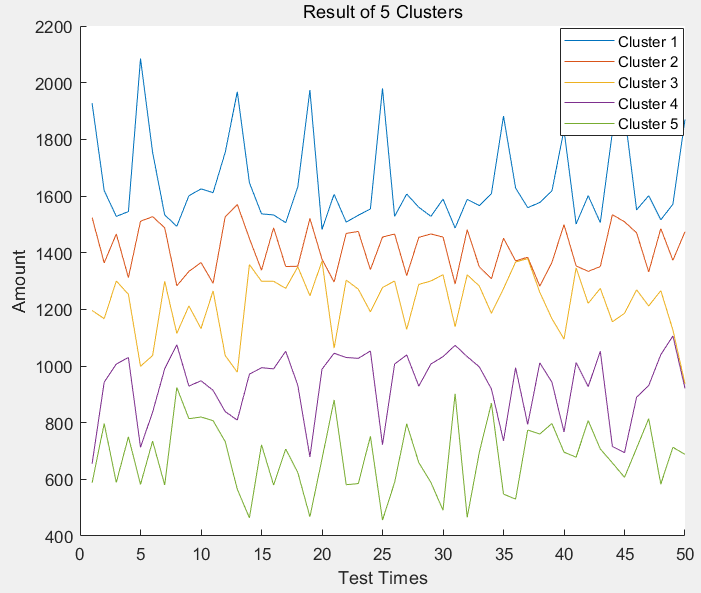 Result of 5 Clusters
2200
2000
1800
1600
1400
1200
1000
800
600
400
Amount
Cluster 1
Cluster 2
Cluster 3
Cluster 4
Cluster 5
0 5 10 15 20 25 30 35 40 45 50
Test Times